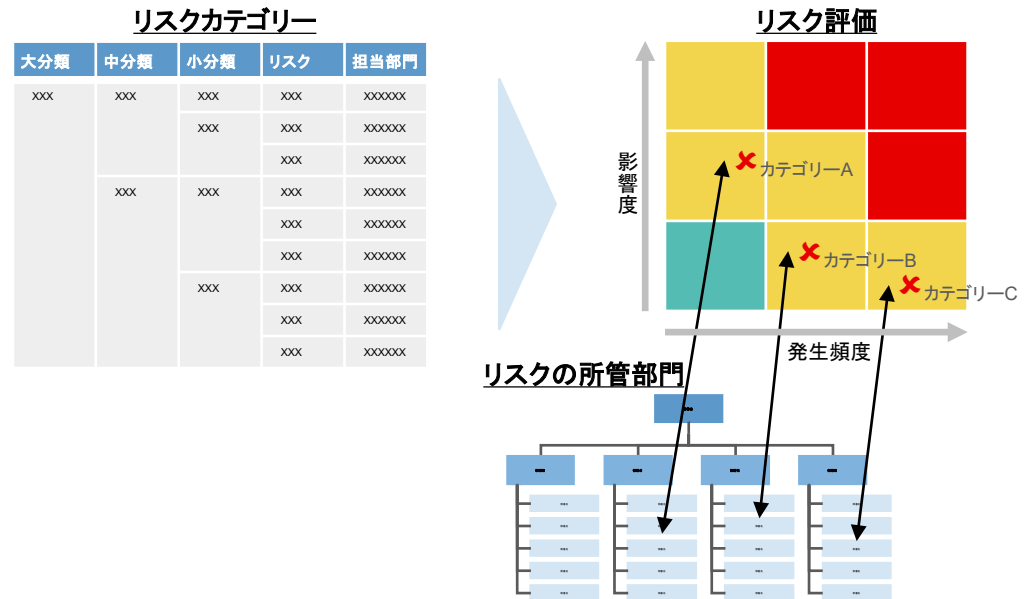 リスクカテゴリー
大分類 中分類 小分類 リスク 担当部門
xxx xxx xxx xxx xxxxxx
xxx xxx xxxxxx
xxx xxxxxx
xxx xxx xxx xxxxxx
xxx xxxxxx
xxx xxxxxx
xxx xxx xxxxxx
xxx xxxxxx
xxx xxxxxx
リスク評価
影響度
カテゴリーA
カテゴリーB
カテゴリーC
発生頻度
リスクの所管部門